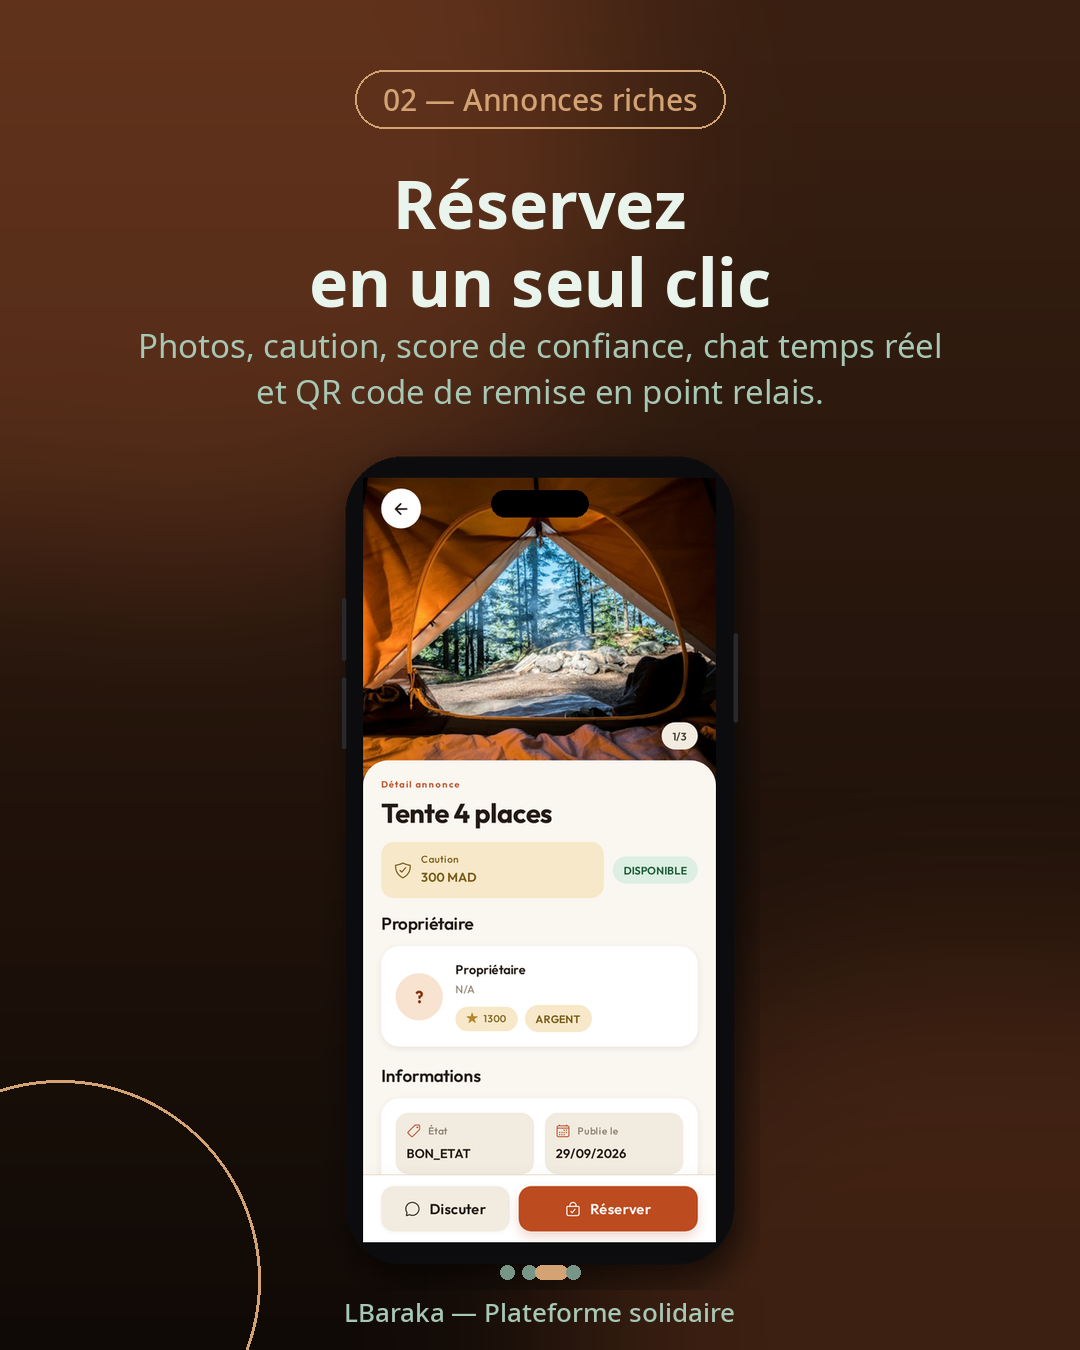 02 — Annonces riches
Réservez
en un seul clic
Photos, caution, score de confiance, chat temps réel
et QR code de remise en point relais.
1/3
Détail annonce
Tente 4 places
Caution
300 MAD
DISPONIBLE
Propriétaire
?
Propriétaire
N/A
1300
ARGENT
Informations
État
BON_ETAT
Publie le
29/09/2026
Discuter
Réserver
LBaraka — Plateforme solidaire